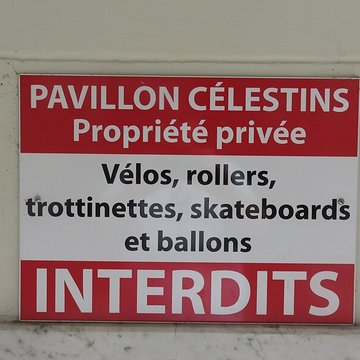 PAVILLON CÉLESTINS
Propriété privée
Vélos, rollers,
trottinettes, skateboards
et ballons
INTERDITS